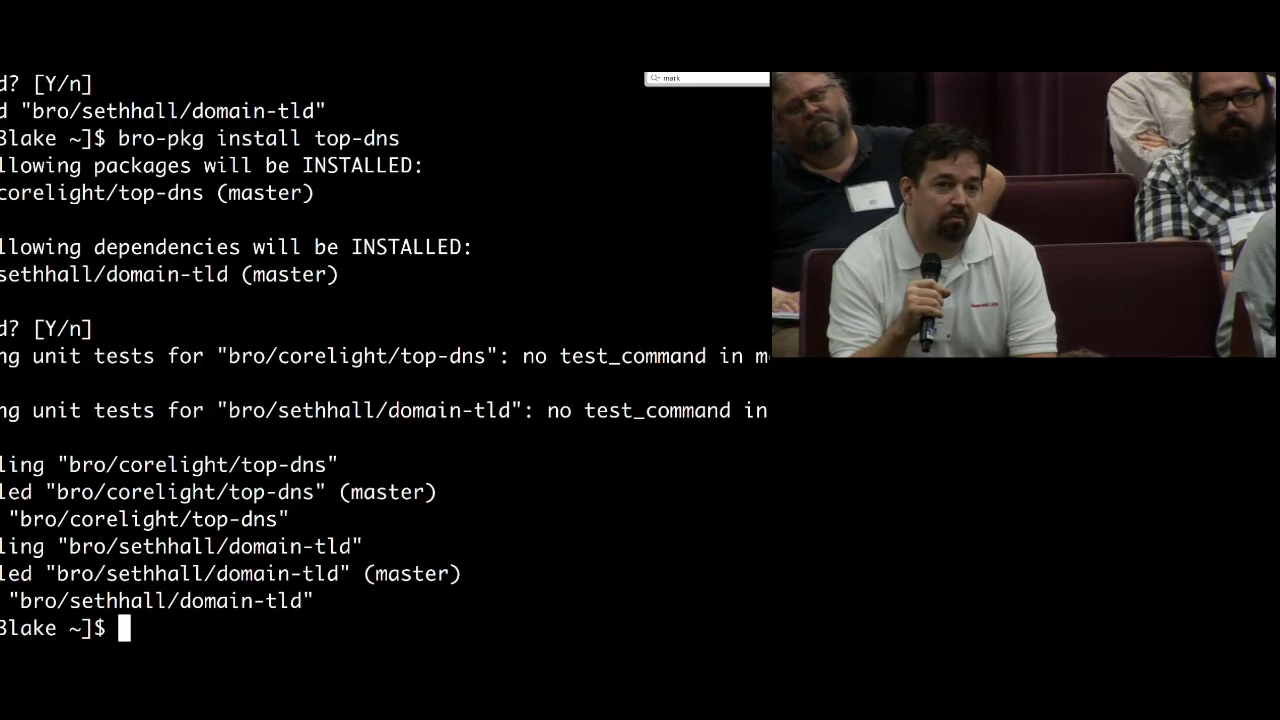 d? [Y/n]
d "bro/sethhall/domain-tld"
Blake ~]$ bro-pkg install top-dns
llowing packages will be INSTALLED:
corelight/top-dns (master)
llowing dependencies will be INSTALLED:
sethhall/domain-tld (master)
d? [Y/n]
ng unit tests for "bro/corelight/top-dns": no test_command in m
ng unit tests for "bro/sethhall/domain-tld": no test_command in
ling "bro/corelight/top-dns"
led "bro/corelight/top-dns" (master)
"bro/corelight/top-dns"
ling "bro/sethhall/domain-tld"
led "bro/sethhall/domain-tld" (master)
"bro/sethhall/domain-tld"
Blake ~]$
mark